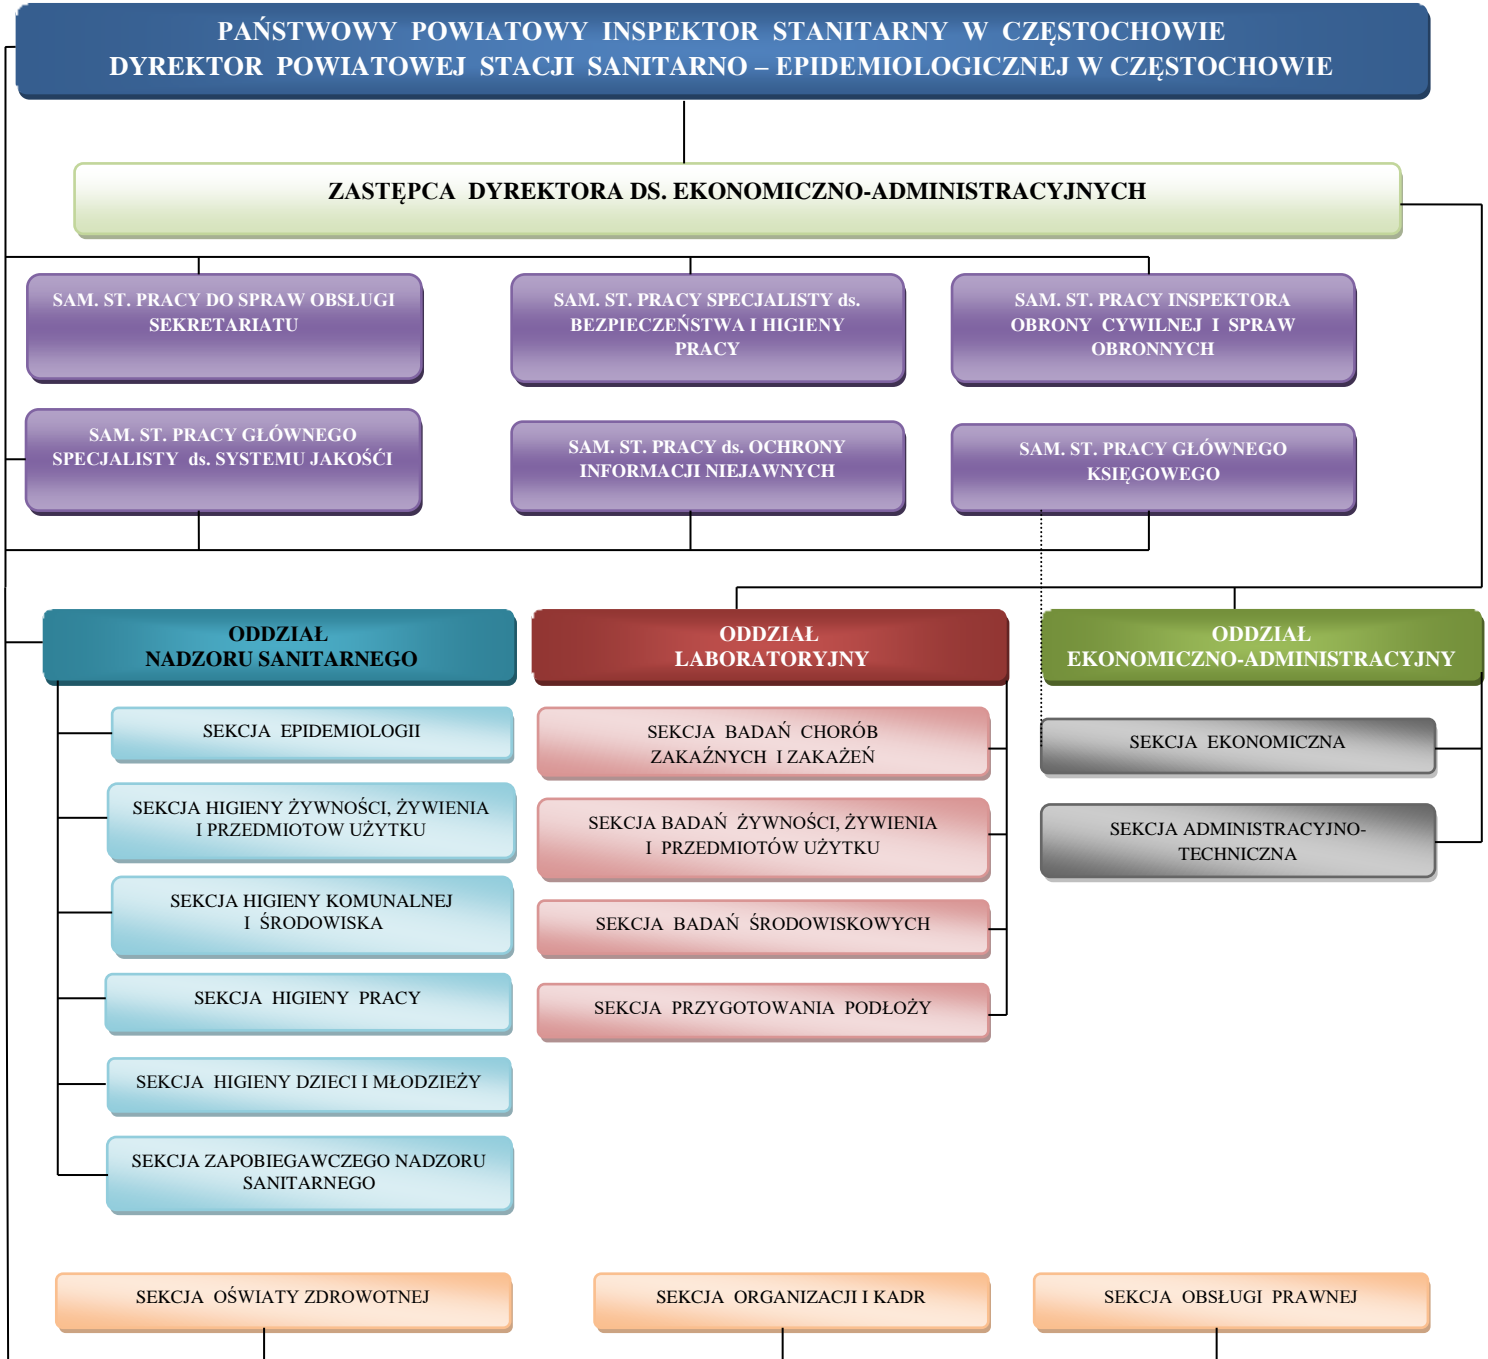 PAŃSTWOWY POWIATOWY INSPEKTOR STANITARNY W CZĘSTOCHOWIE
DYREKTOR POWIATOWEJ STACJI SANITARNO – EPIDEMIOLOGICZNEJ W CZĘSTOCHOWIE
ZASTĘPCA DYREKTORA DS. EKONOMICZNO-ADMINISTRACYJNYCH
SAM. ST. PRACY DO SPRAW OBSŁUGI
SEKRETARIATU
SAM. ST. PRACY SPECJALISTY ds.
BEZPIECZEŃSTWA I HIGIENY
PRACY
SAM. ST. PRACY INSPEKTORA
OBRONY CYWILNEJ I SPRAW
OBRONNYCH
SAM. ST. PRACY GŁÓWNEGO
SPECJALISTY ds. SYSTEMU JAKOŚĆI
SAM. ST. PRACY ds. OCHRONY
INFORMACJI NIEJAWNYCH
SAM. ST. PRACY GŁÓWNEGO
KSIĘGOWEGO
ODDZIAŁ
NADZORU SANITARNEGO
SEKCJA EPIDEMIOLOGII
SEKCJA HIGIENY ŻYWNOŚCI, ŻYWIENIA
I PRZEDMIOTOW UŻYTKU
SEKCJA HIGIENY KOMUNALNEJ
I ŚRODOWISKA
SEKCJA HIGIENY PRACY
SEKCJA HIGIENY DZIECI I MŁODZIEŻY
SEKCJA ZAPOBIEGAWCZEGO NADZORU
SANITARNEGO
ODDZIAŁ
LABORATORYJNY
SEKCJA BADAŃ CHORÓB
ZAKAŹNYCH I ZAKAŻEŃ
SEKCJA BADAŃ ŻYWNOŚCI, ŻYWIENIA
I PRZEDMIOTÓW UŻYTKU
SEKCJA BADAŃ ŚRODOWISKOWYCH
SEKCJA PRZYGOTOWANIA PODŁOŻY
ODDZIAŁ
EKONOMICZNO-ADMINISTRACYJNY
SEKCJA EKONOMICZNA
SEKCJA ADMINISTRACYJNO-
TECHNICZNA
SEKCJA OŚWIATY ZDROWOTNEJ
SEKCJA ORGANIZACJI I KADR
SEKCJA OBSŁUGI PRAWNEJ